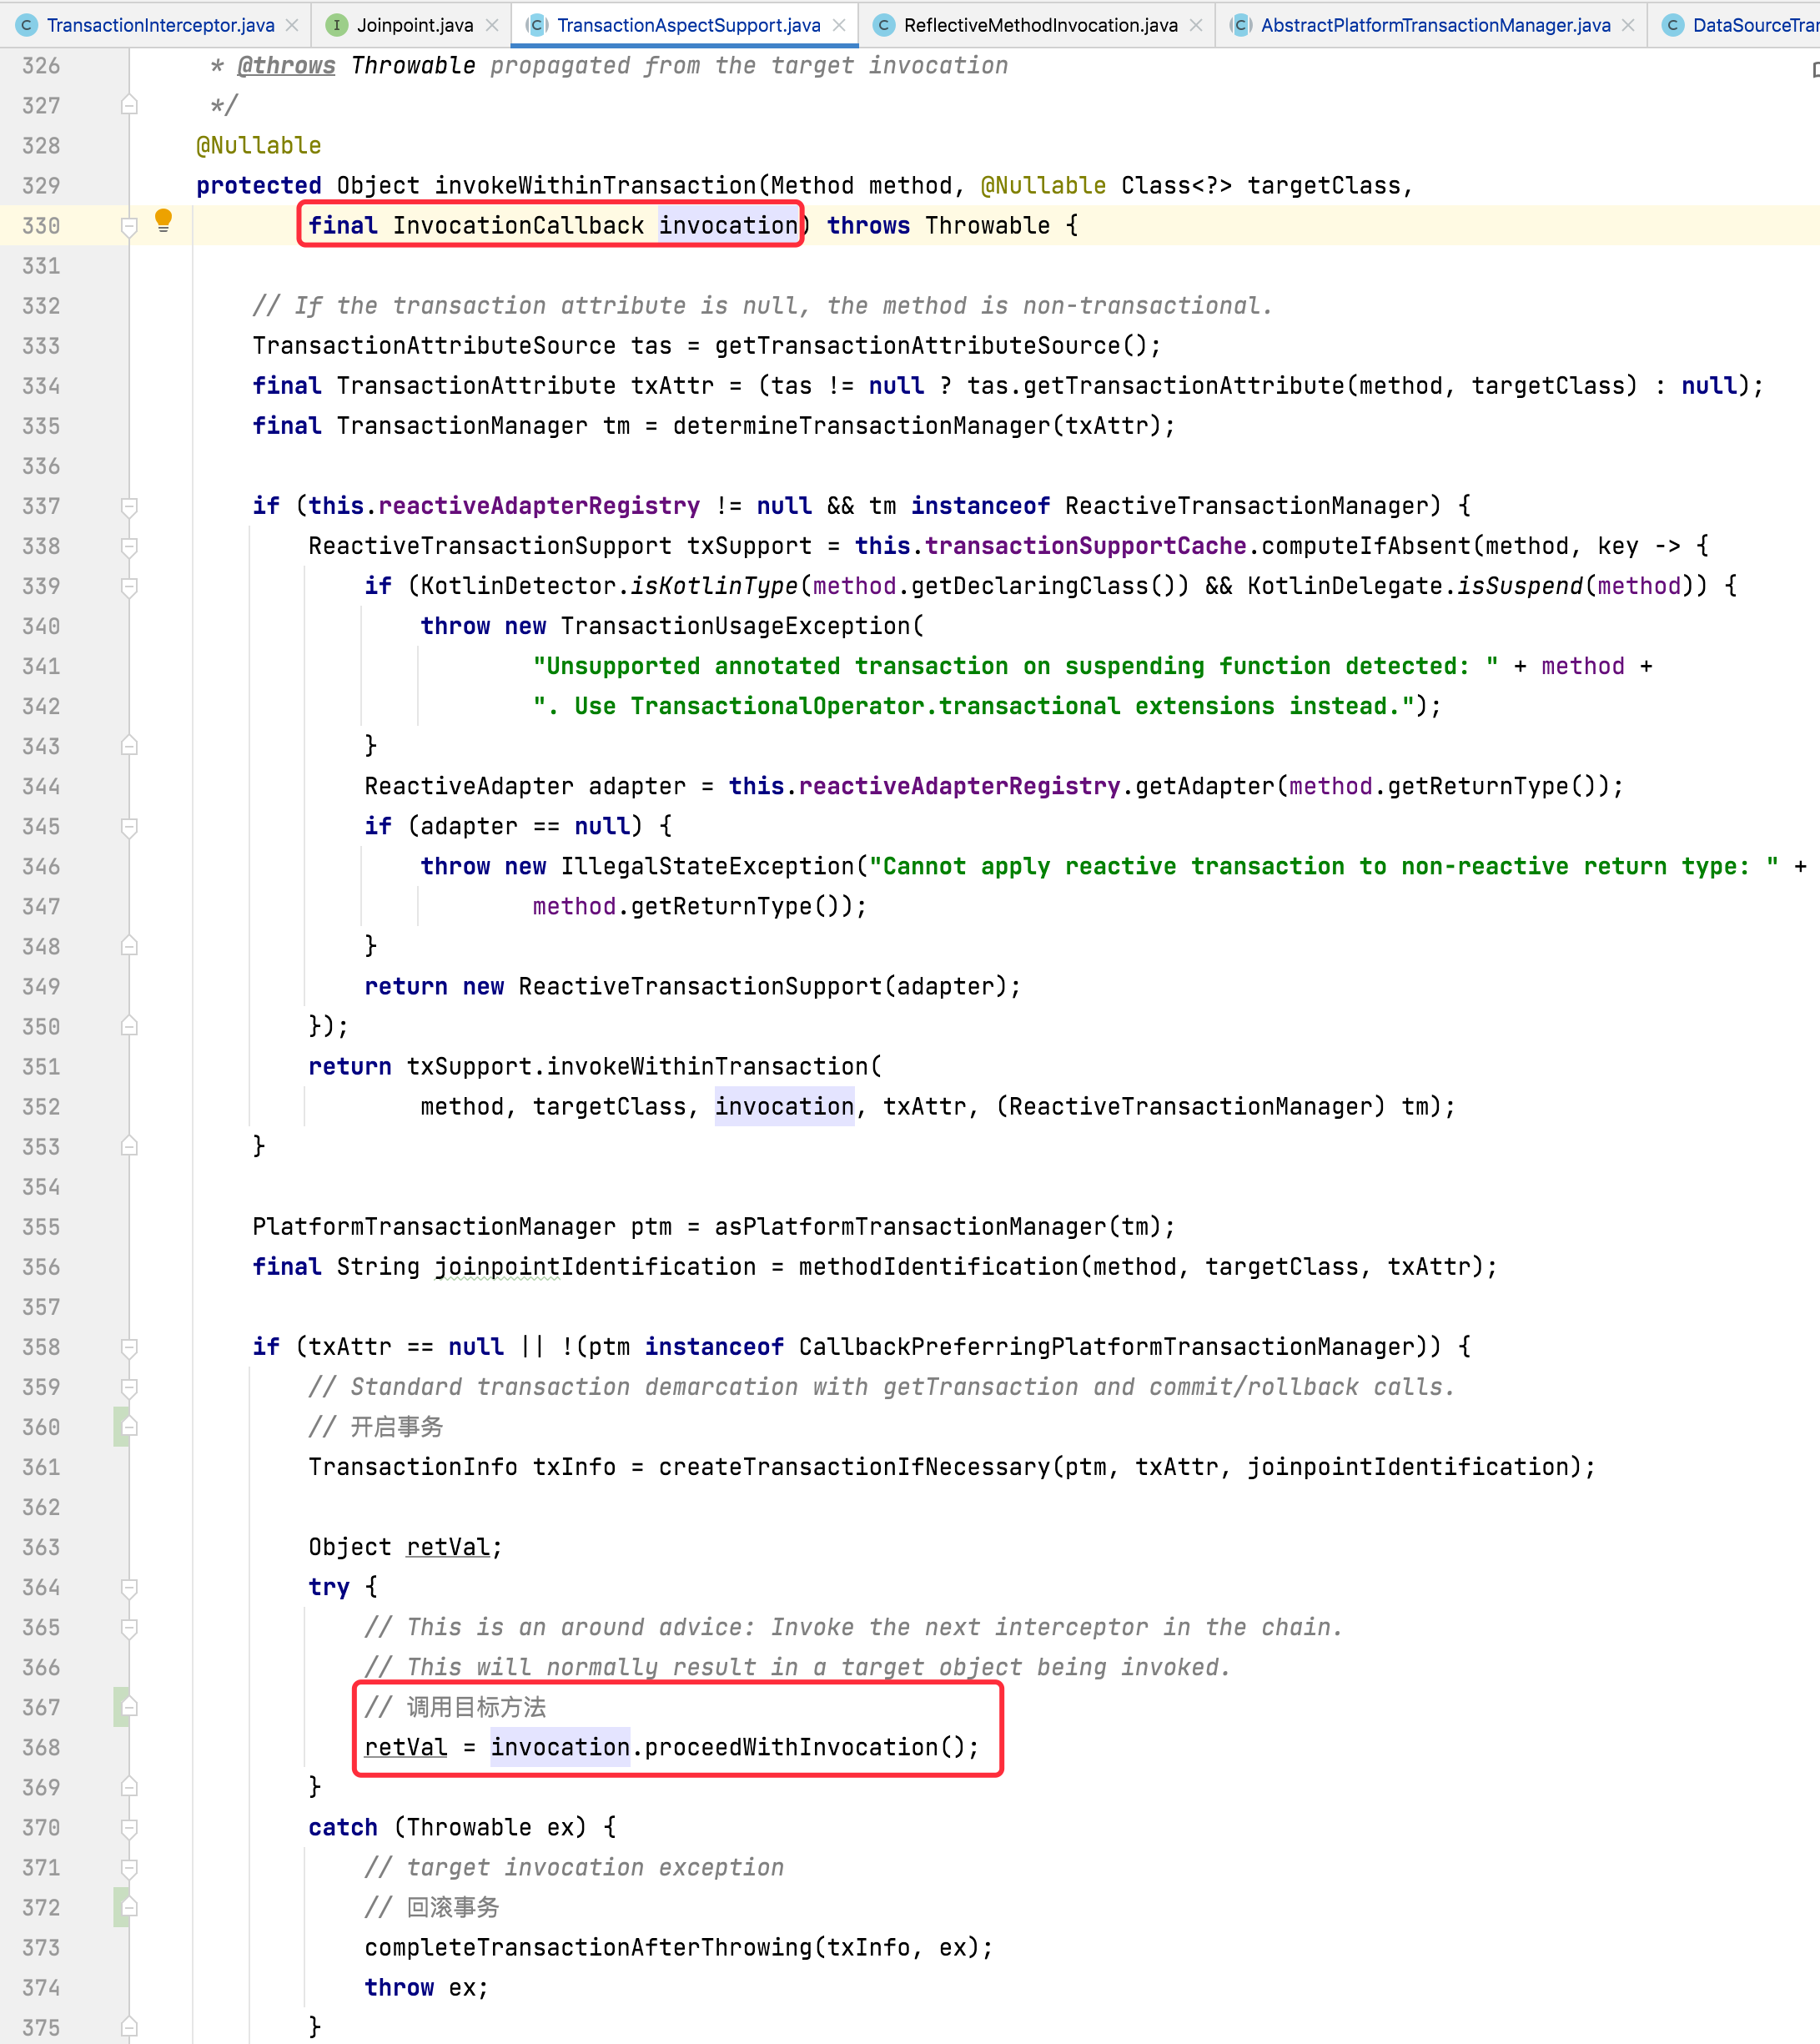 TransactionInterceptor.java Joinpoint.java TransactionAspectSupport.java ReflectiveMethodInvocation.java AbstractPlatformTransactionManager.java
326 * @throws Throwable propagated from the target invocation
327 */
328 @Nullable
329 protected Object invokeWithinTransaction(Method method, @Nullable Class<?> targetClass,
330 final InvocationCallback invocation) throws Throwable {
331
332 // If the transaction attribute is null, the method is non-transactional.
333 TransactionAttributeSource tas = getTransactionAttributeSource();
334 final TransactionAttribute txAttr = (tas != null ? tas.getTransactionAttribute(method, targetClass) : null);
335 final TransactionManager tm = determineTransactionManager(txAttr);
336
337 if (this.reactiveAdapterRegistry != null && tm instanceof ReactiveTransactionManager) {
338 ReactiveTransactionSupport txSupport = this.transactionSupportCache.computeIfAbsent(method, key -> {
339 if (KotlinDetector.isKotlinType(method.getDeclaringClass()) && KotlinDelegate.isSuspend(method)) {
340 throw new TransactionUsageException(
341 "Unsupported annotated transaction on suspending function detected: " + method +
342 ". Use TransactionalOperator.transactional extensions instead.");
343 }
344 ReactiveAdapter adapter = this.reactiveAdapterRegistry.getAdapter(method.getReturnType());
345 if (adapter == null) {
346 throw new IllegalStateException("Cannot apply reactive transaction to non-reactive return type: " +
347 method.getReturnType());
348 }
349 return new ReactiveTransactionSupport(adapter);
350 });
351 return txSupport.invokeWithinTransaction(
352 method, targetClass, invocation, txAttr, (ReactiveTransactionManager) tm);
353 }
354
355 PlatformTransactionManager ptm = asPlatformTransactionManager(tm);
356 final String joinpointIdentification = methodIdentification(method, targetClass, txAttr);
357
358 if (txAttr == null || !(ptm instanceof CallbackPreferringPlatformTransactionManager)) {
359 // Standard transaction demarcation with getTransaction and commit/rollback calls.
360 // 开启事务
361 TransactionInfo txInfo = createTransactionIfNecessary(ptm, txAttr, joinpointIdentification);
362
363 Object retVal;
364 try {
365 // This is an around advice: Invoke the next interceptor in the chain.
366 // This will normally result in a target object being invoked.
367 // 调用目标方法
368 retVal = invocation.proceedWithInvocation();
369 }
370 catch (Throwable ex) {
371 // target invocation exception
372 // 回滚事务
373 completeTransactionAfterThrowing(txInfo, ex);
374 throw ex;
375 }